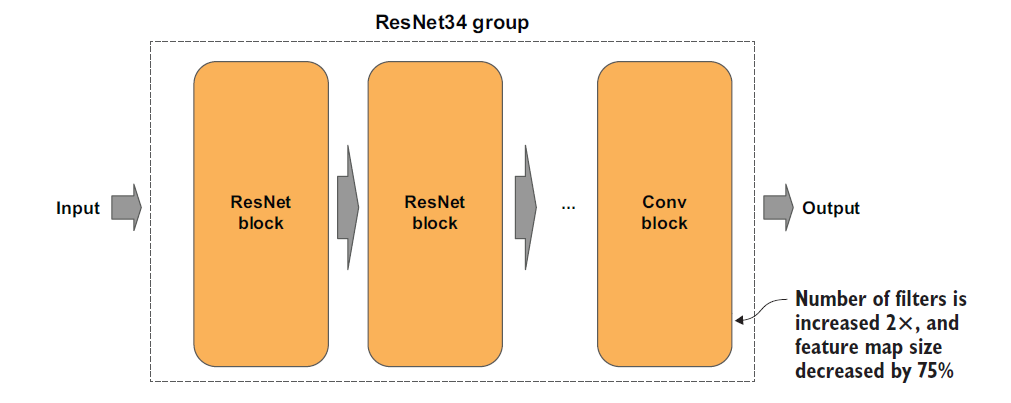 ResNet34 group
Input
ResNet
block
ResNet
block
...
Conv
block
Output
Number of filters is
increased 2×, and
feature map size
decreased by 75%